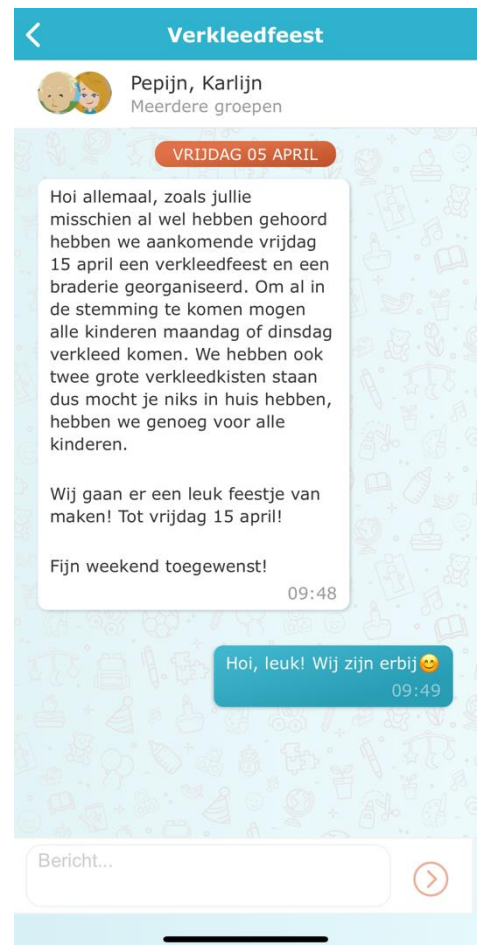 Verkleedfeest
Pepijn, Karlijn
Meerdere groepen
VRIJDAG 05 APRIL
Hoi allemaal, zoals jullie
misschien al wel hebben gehoord
hebben we aankomende vrijdag
15 april een verkleedfeest en een
braderie georganiseerd. Om al in
de stemming te komen mogen
alle kinderen maandag of dinsdag
verkleed komen. We hebben ook
twee grote verkleedkisten staan
dus mocht je niks in huis hebben,
hebben we genoeg voor alle
kinderen.
Wij gaan er een leuk feestje van
maken! Tot vrijdag 15 april!
Fijn weekend toegewenst!
09:48
Hoi, leuk! Wij zijn erbij😊
09:49
Bericht...